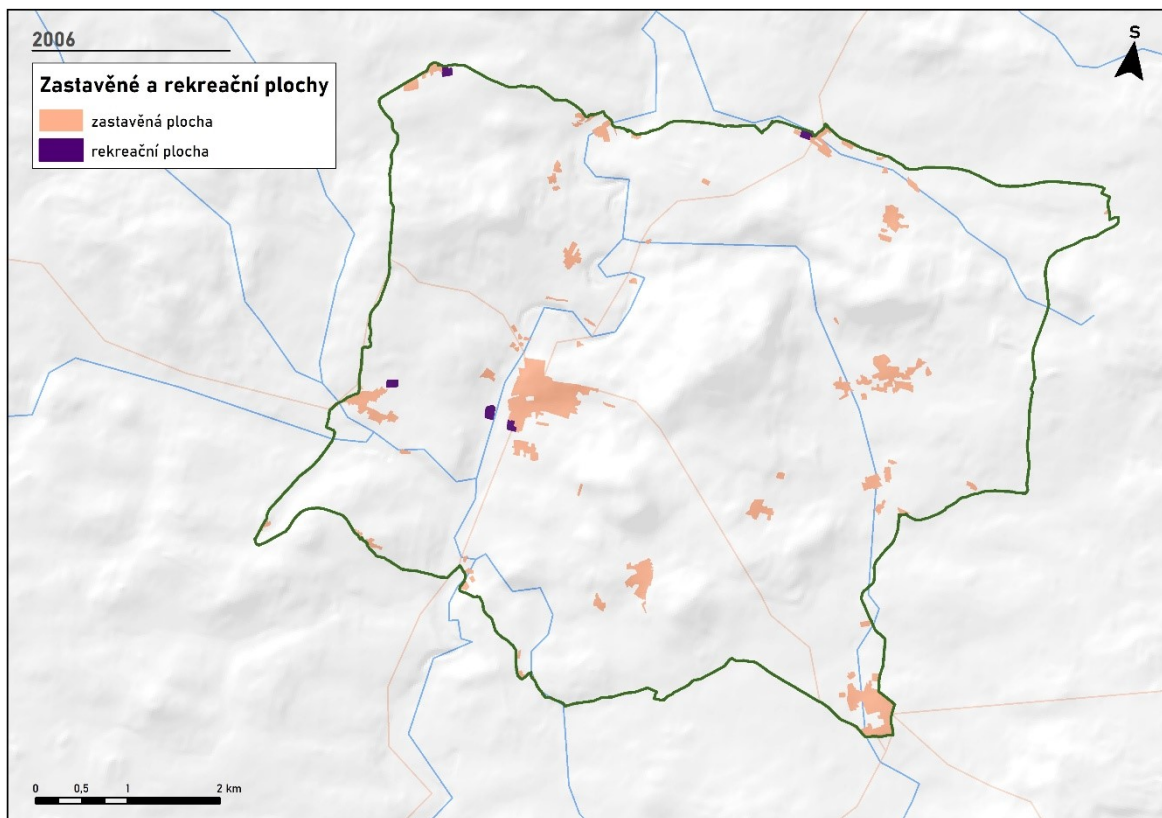 2006
S
Zastavěné a rekreační plochy
zastavěná plocha
rekreační plocha
0 0,5 1 2 km